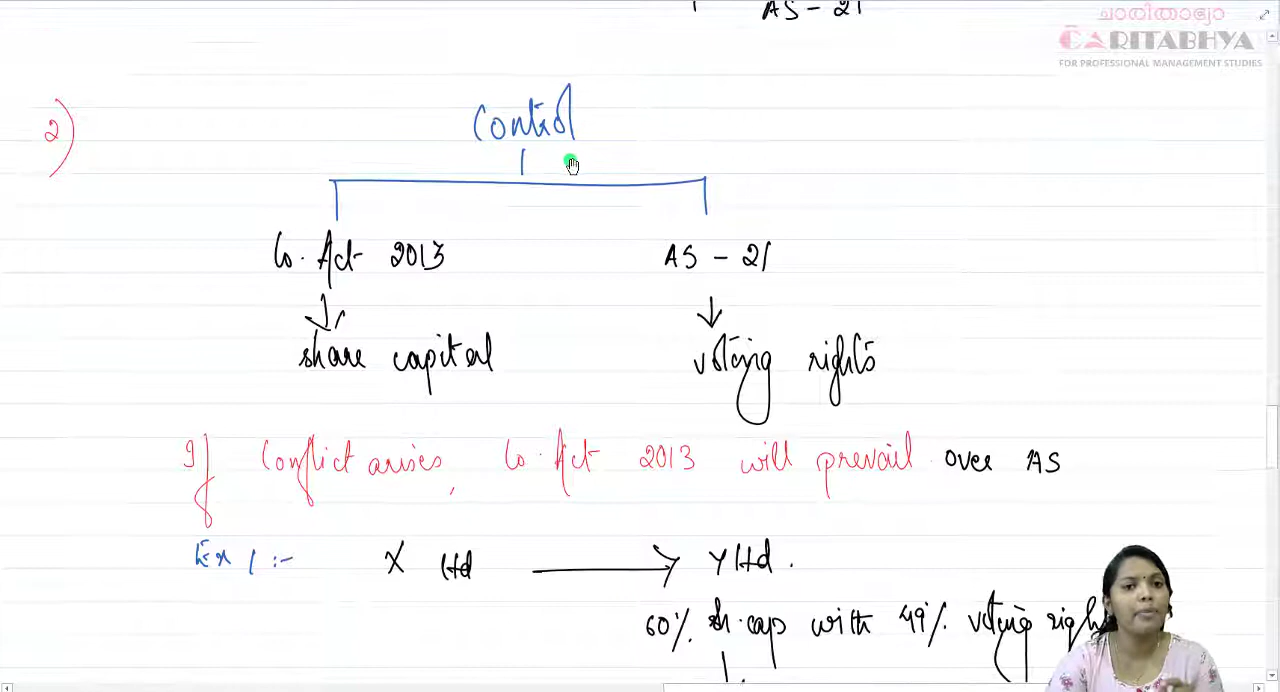 AS - 21
ചാരിതാഭ്യാ
CARITABHYA
FOR PROFESSIONAL MANAGEMENT STUDIES
2)
Control
Co. Act 2013 AS - 21
share capital voting rights
If Conflict arises, Co. Act 2013 will prevail over AS
Ex 1 :- X ltd Y ltd.
60% sh. cap with 49% voting righ